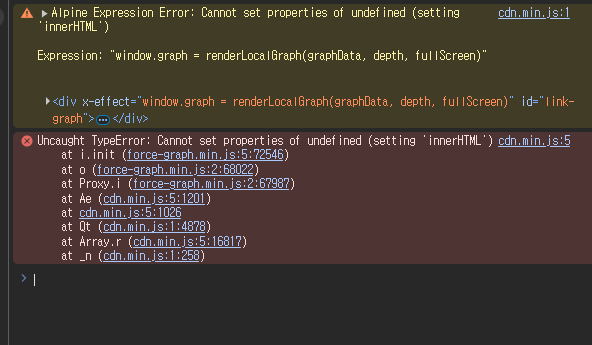 Alpine Expression Error: Cannot set properties of undefined (setting cdn.min.js:1
'innerHTML')
Expression: "window.graph = renderLocalGraph(graphData, depth, fullScreen)"
<div x-effect="window.graph = renderLocalGraph(graphData, depth, fullScreen)" id="link-
graph">…</div>
Uncaught TypeError: Cannot set properties of undefined (setting 'innerHTML') cdn.min.js:5
at i.init (force-graph.min.js:5:72546)
at o (force-graph.min.js:2:68022)
at Proxy.i (force-graph.min.js:2:67987)
at Ae (cdn.min.js:5:1201)
at cdn.min.js:5:1026
at Qt (cdn.min.js:1:4878)
at Array.r (cdn.min.js:5:16817)
at _n (cdn.min.js:1:258)